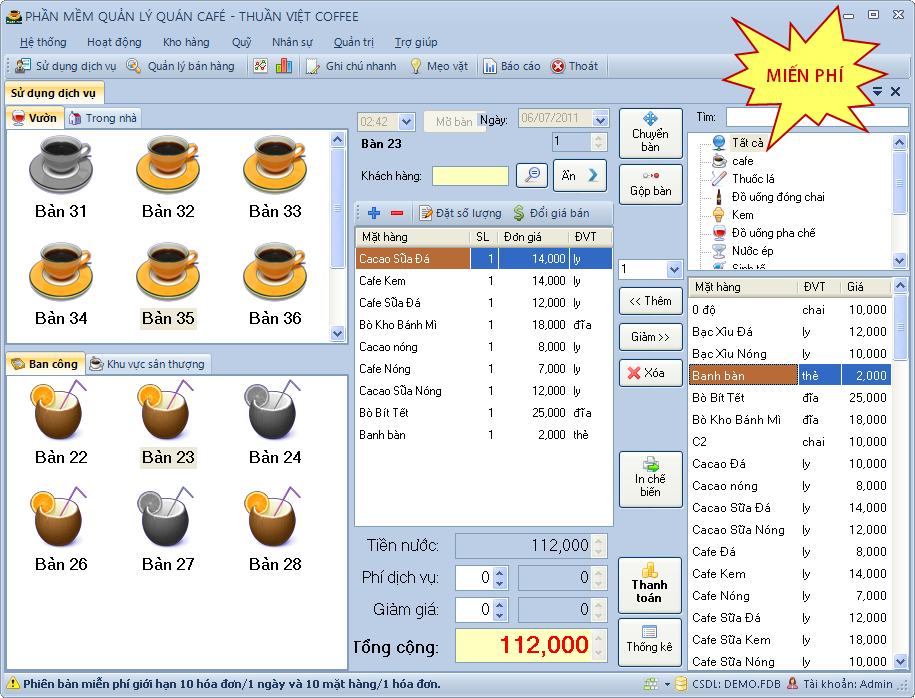 PHẦN MỀM QUẢN LÝ QUÁN CAFÉ - THUẦN VIỆT COFFEE
Hệ thống Hoạt động Kho hàng Quỹ Nhân sự Quản trị Trợ giúp
Sử dụng dịch vụ Quản lý bán hàng Ghi chú nhanh Mẹo vặt Báo cáo Thoát
MIẾN PHÍ
Sử dụng dịch vụ
Vườn Trong nhà
Bàn 31 Bàn 32 Bàn 33
Bàn 34 Bàn 35 Bàn 36
Ban công Khu vực sân thượng
Bàn 22 Bàn 23 Bàn 24
Bàn 26 Bàn 27 Bàn 28
02:42 Mở bàn Ngày: 06/07/2011
Bàn 23 1
Khách hàng: Ẩn
Đặt số lượng Đổi giá bán
Mặt hàng SL Đơn giá ĐVT
Cacao Sữa Đá 1 14,000 ly
Cafe Kem 1 14,000 ly
Cafe Sữa Đá 1 12,000 ly
Bò Kho Bánh Mì 1 18,000 đĩa
Cacao nóng 1 8,000 ly
Cafe Nóng 1 7,000 ly
Cacao Sữa Nóng 1 12,000 ly
Bò Bít Tết 1 25,000 đĩa
Banh bàn 1 2,000 thẻ
Tiền nước: 112,000
Phí dịch vụ: 0 0
Giảm giá: 0 0
Tổng cộng: 112,000
Chuyển bàn
Gộp bàn
1
<< Thêm
Giảm >>
Xóa
In chế biến
Thanh toán
Thống kê
Tìm:
Tất cả
cafe
Thuốc lá
Đồ uống đóng chai
Kem
Đồ uống pha chế
Nước ép
Sinh tố
Mặt hàng ĐVT Giá
0 độ chai 10,000
Bạc Xỉu Đá ly 12,000
Bạc Xỉu Nóng ly 10,000
Banh bàn thẻ 2,000
Bò Bít Tết đĩa 25,000
Bò Kho Bánh Mì đĩa 18,000
C2 chai 10,000
Cacao Đá ly 10,000
Cacao nóng ly 8,000
Cacao Sữa Đá ly 14,000
Cacao Sữa Nóng ly 12,000
Cafe Đá ly 8,000
Cafe Kem ly 14,000
Cafe Nóng ly 7,000
Cafe Sữa Đá ly 12,000
Cafe Sữa Kem ly 18,000
Cafe Sữa Nóng ly 10,000
Phiên bản miễn phí giới hạn 10 hóa đơn/1 ngày và 10 mặt hàng/1 hóa đơn. CSDL: DEMO.FDB Tài khoản: Admin